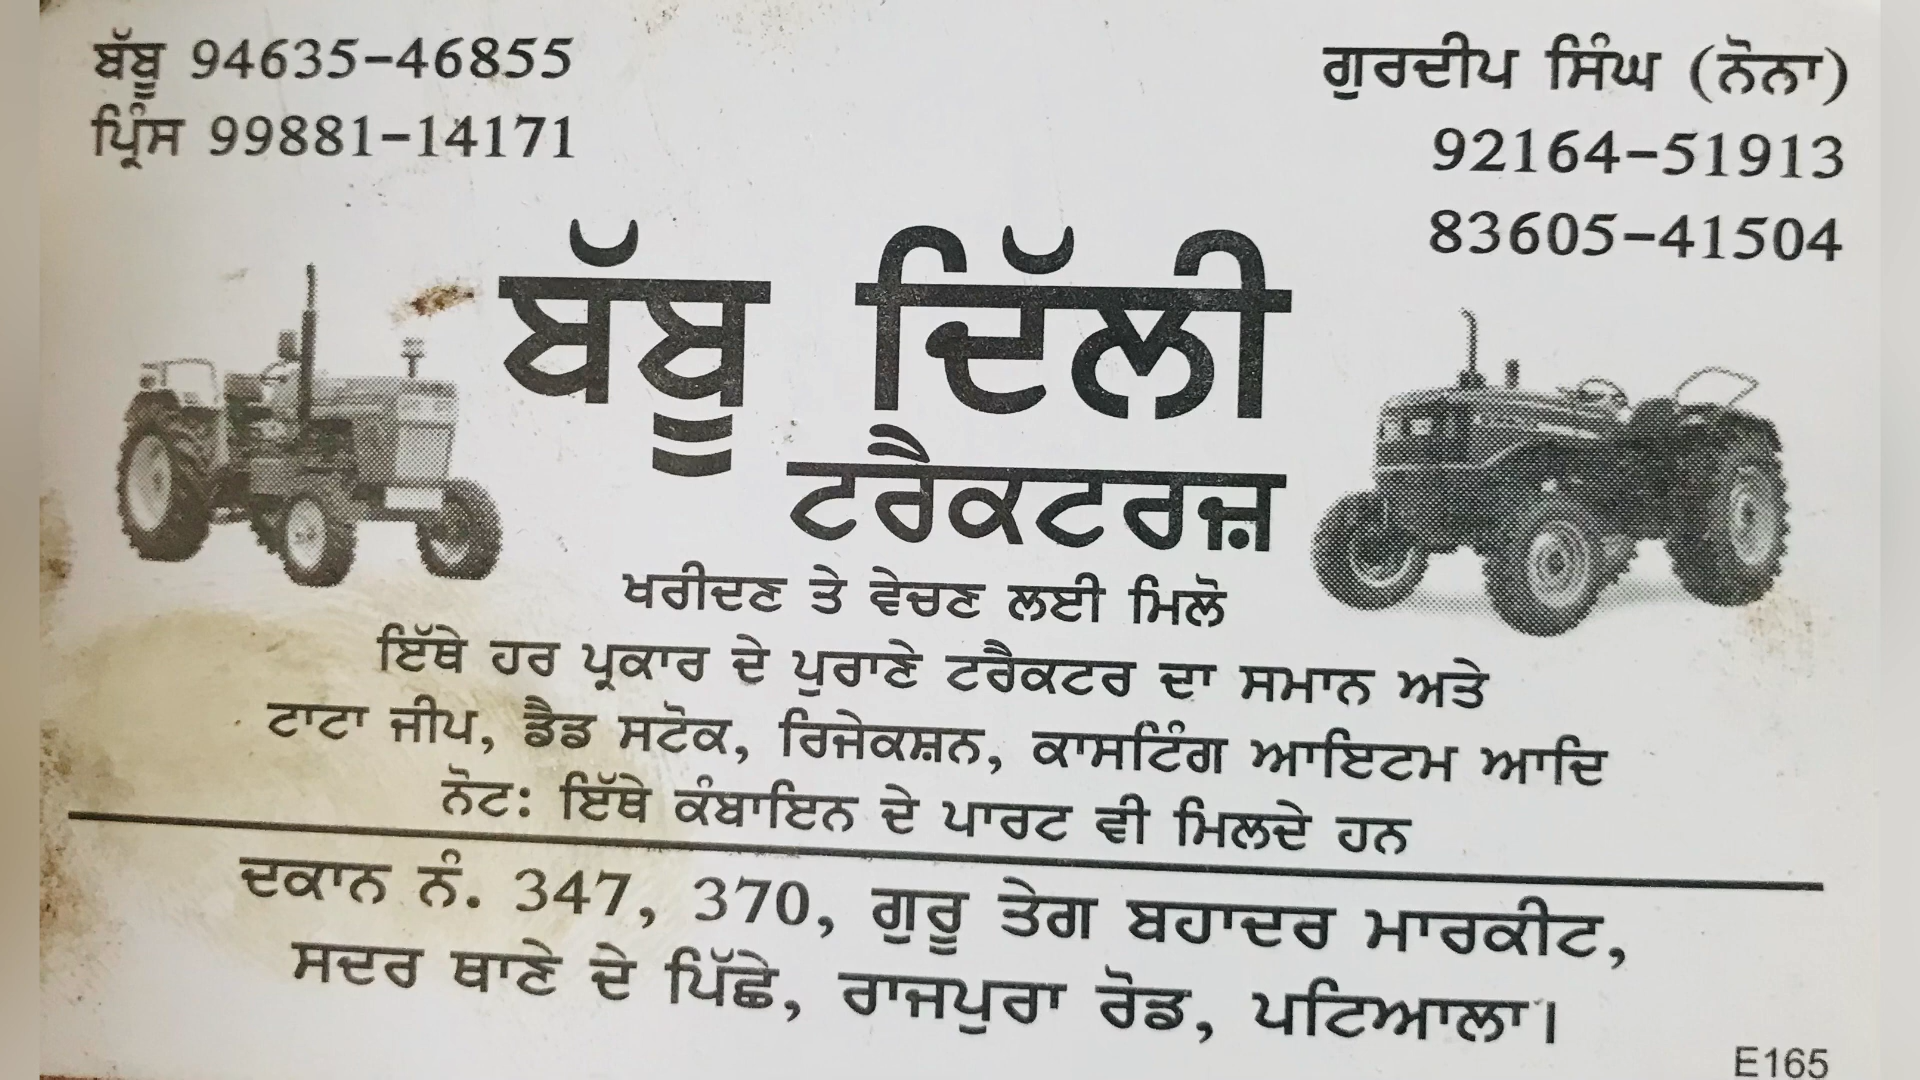 ਬੱਬੂ 94635-46855
ਪ੍ਰਿੰਸ 99881-14171
ਗੁਰਦੀਪ ਸਿੰਘ (ਨੋਨਾ)
92164-51913
83605-41504
ਬੱਬੂ ਦਿੱਲੀ
ਟਰੈਕਟਰਜ਼
ਖਰੀਦਣ ਤੇ ਵੇਚਣ ਲਈ ਮਿਲੋ
ਇੱਥੇ ਹਰ ਪ੍ਰਕਾਰ ਦੇ ਪੁਰਾਣੇ ਟਰੈਕਟਰ ਦਾ ਸਮਾਨ ਅਤੇ
ਟਾਟਾ ਜੀਪ, ਡੈਡ ਸਟੋਕ, ਰਿਜੇਕਸ਼ਨ, ਕਾਸਟਿੰਗ ਆਇਟਮ ਆਦਿ
ਨੋਟ: ਇੱਥੇ ਕੰਬਾਇਨ ਦੇ ਪਾਰਟ ਵੀ ਮਿਲਦੇ ਹਨ
ਦਕਾਨ ਨੰ. 347, 370, ਗੁਰੂ ਤੇਗ ਬਹਾਦਰ ਮਾਰਕੀਟ,
ਸਦਰ ਥਾਣੇ ਦੇ ਪਿੱਛੇ, ਰਾਜਪੁਰਾ ਰੋਡ, ਪਟਿਆਲਾ।
E165